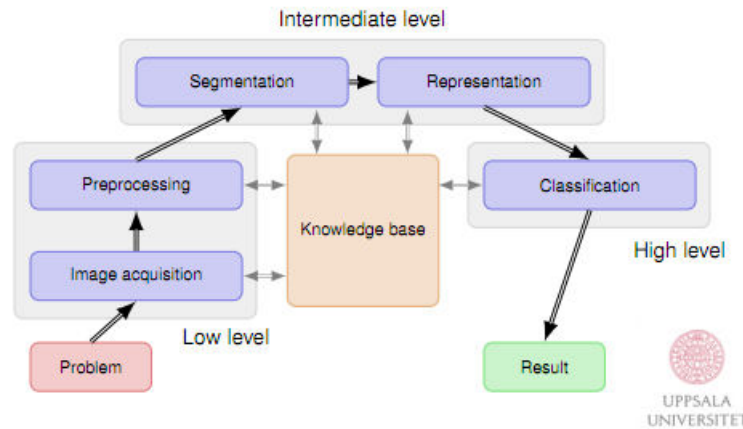 Intermediate level
Segmentation
Representation
Preprocessing
Knowledge base
Classification
Image acquisition
High level
Low level
Problem
Result
UPPSALA
UNIVERSITET